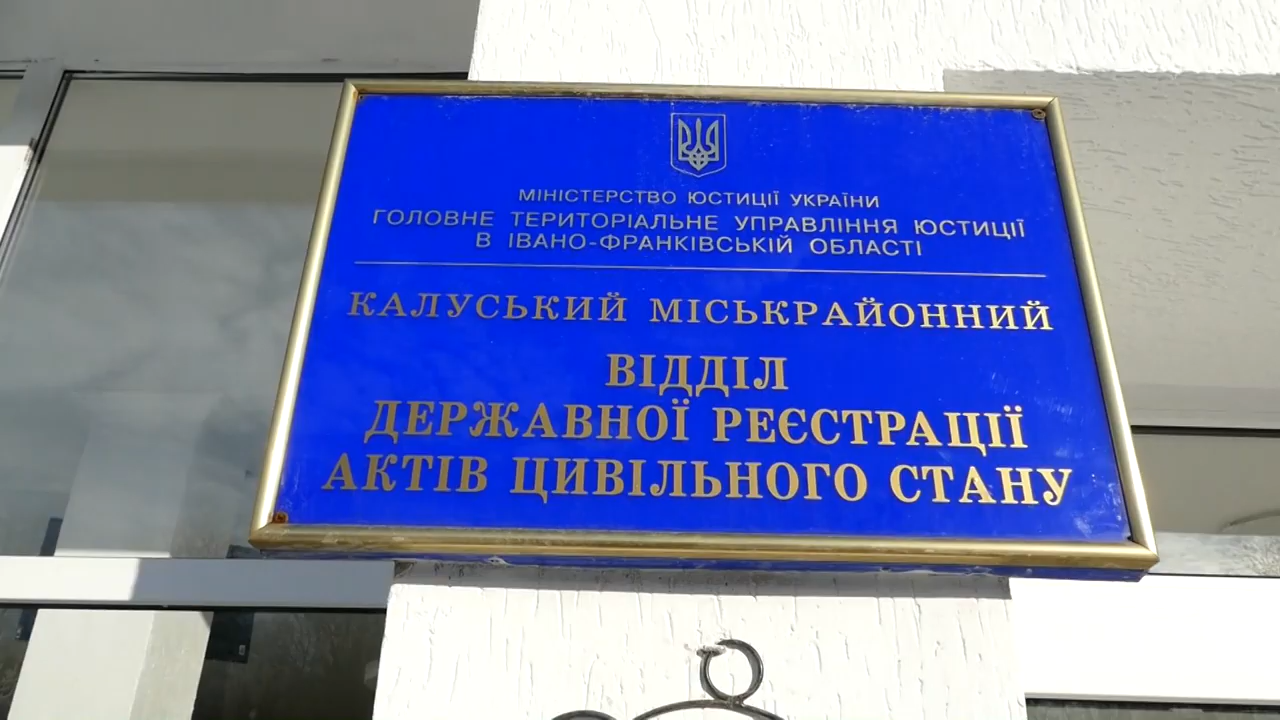 МІНІСТЕРСТВО ЮСТИЦІЇ УКРАЇНИ
ГОЛОВНЕ ТЕРИТОРІАЛЬНЕ УПРАВЛІННЯ ЮСТИЦІЇ
В ІВАНО-ФРАНКІВСЬКІЙ ОБЛАСТІ
КАЛУСЬКИЙ МІСЬКРАЙОННИЙ
ВІДДІЛ
ДЕРЖАВНОЇ РЕЄСТРАЦІЇ
АКТІВ ЦИВІЛЬНОГО СТАНУ